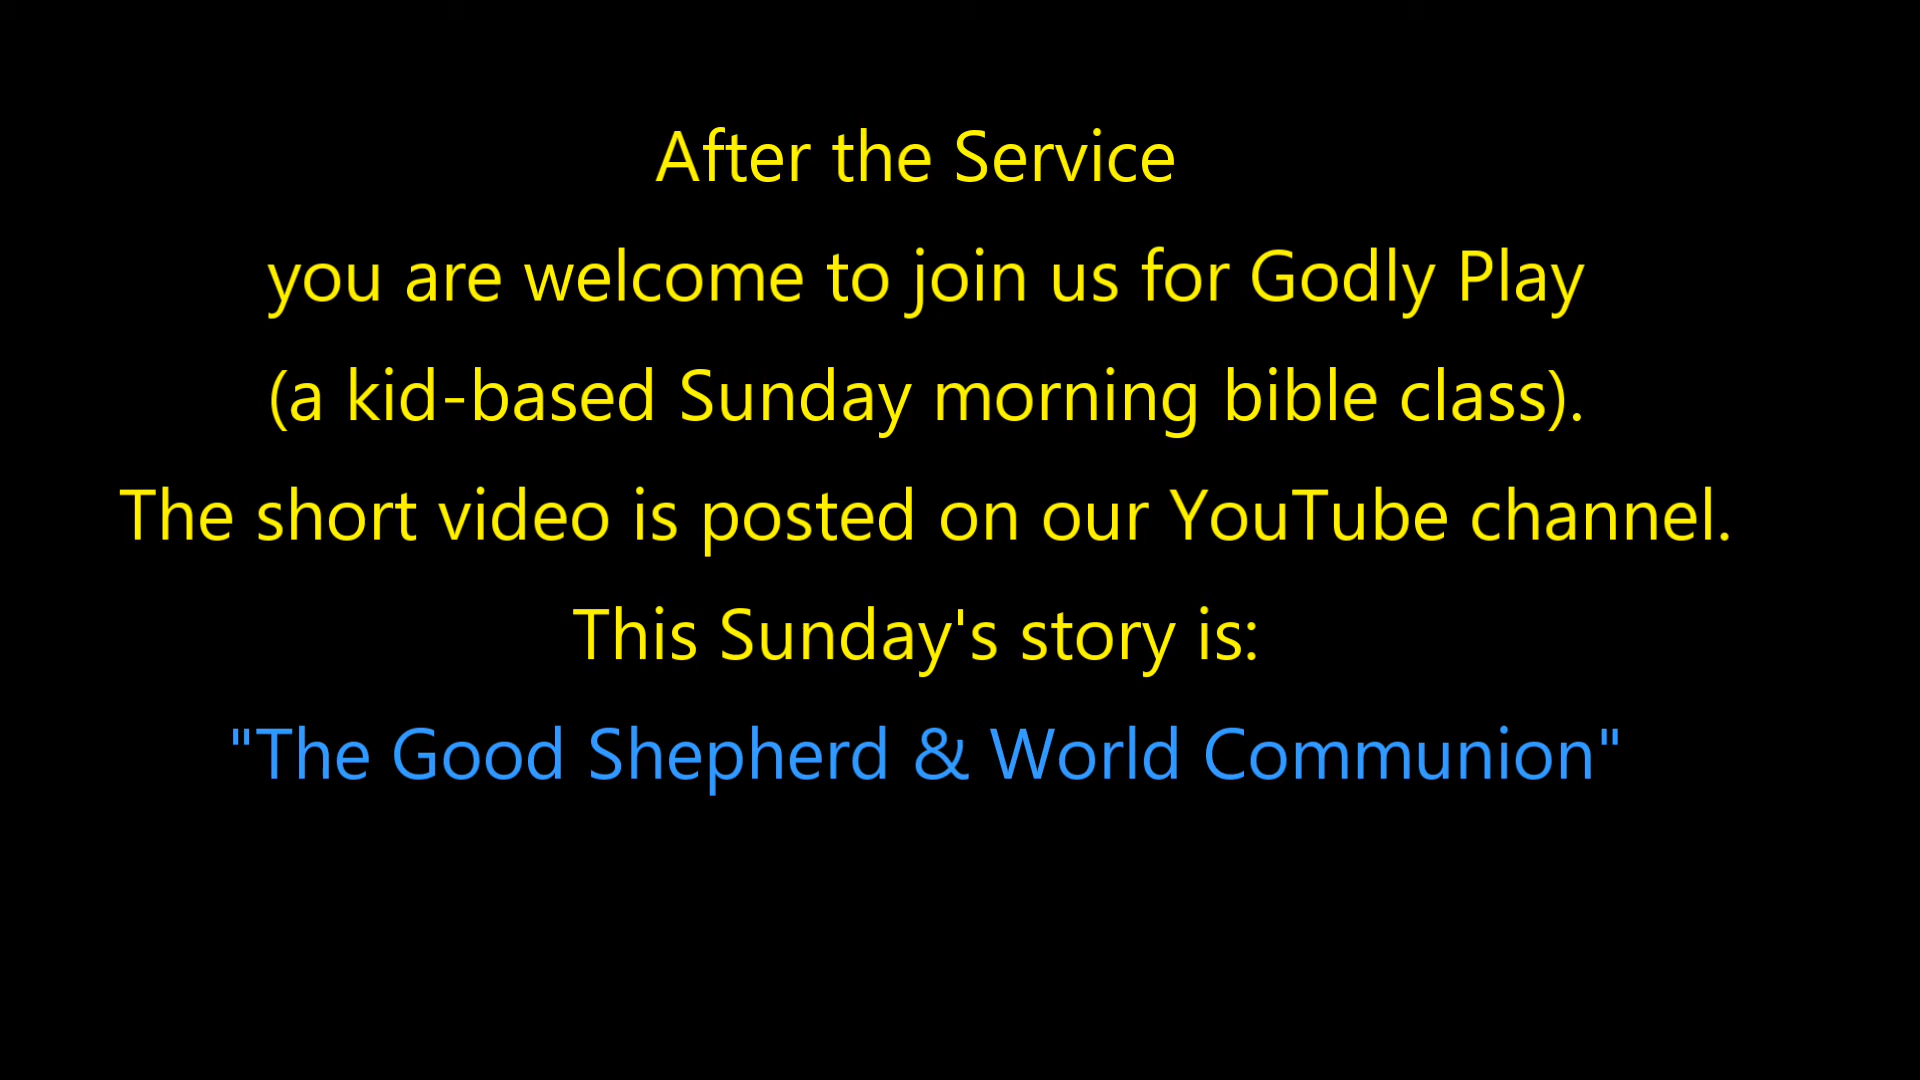 After the Service
you are welcome to join us for Godly Play
(a kid-based Sunday morning bible class).
The short video is posted on our YouTube channel.
This Sunday's story is:
"The Good Shepherd & World Communion"